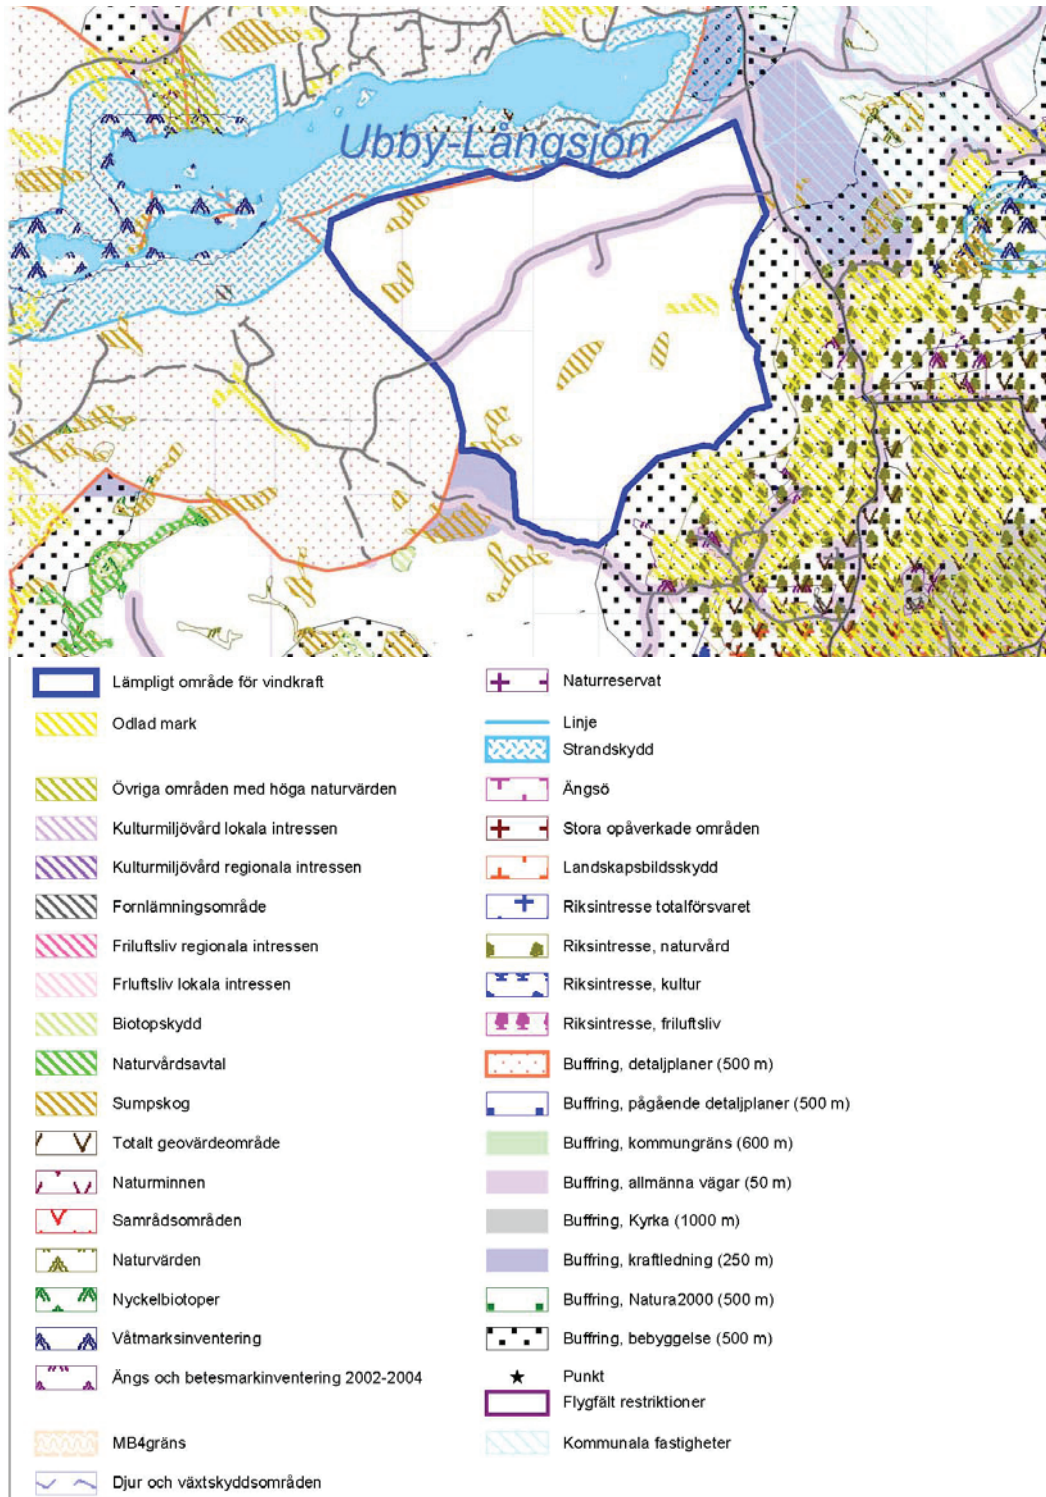 Ubby-Långsjön
Lämpligt område för vindkraft
Odlad mark
Övriga områden med höga naturvärden
Kulturmiljövård lokala intressen
Kulturmiljövård regionala intressen
Fornlämningsområde
Friluftsliv regionala intressen
Frluftsliv lokala intressen
Biotopskydd
Naturvårdsavtal
Sumpskog
Totalt geovärdeområde
Naturminnen
Samrådsområden
Naturvärden
Nyckelbiotoper
Våtmarksinventering
Ängs och betesmarkinventering 2002-2004
MB4gräns
Djur och växtskyddsområden
Naturreservat
Linje
Strandskydd
Ängsö
Stora opåverkade områden
Landskapsbildsskydd
Riksintresse totalförsvaret
Riksintresse, naturvård
Riksintresse, kultur
Riksintresse, friluftsliv
Buffring, detaljplaner (500 m)
Buffring, pågående detaljplaner (500 m)
Buffring, kommungräns (600 m)
Buffring, allmänna vägar (50 m)
Buffring, Kyrka (1000 m)
Buffring, kraftledning (250 m)
Buffring, Natura2000 (500 m)
Buffring, bebyggelse (500 m)
Punkt
Flygfält restriktioner
Kommunala fastigheter